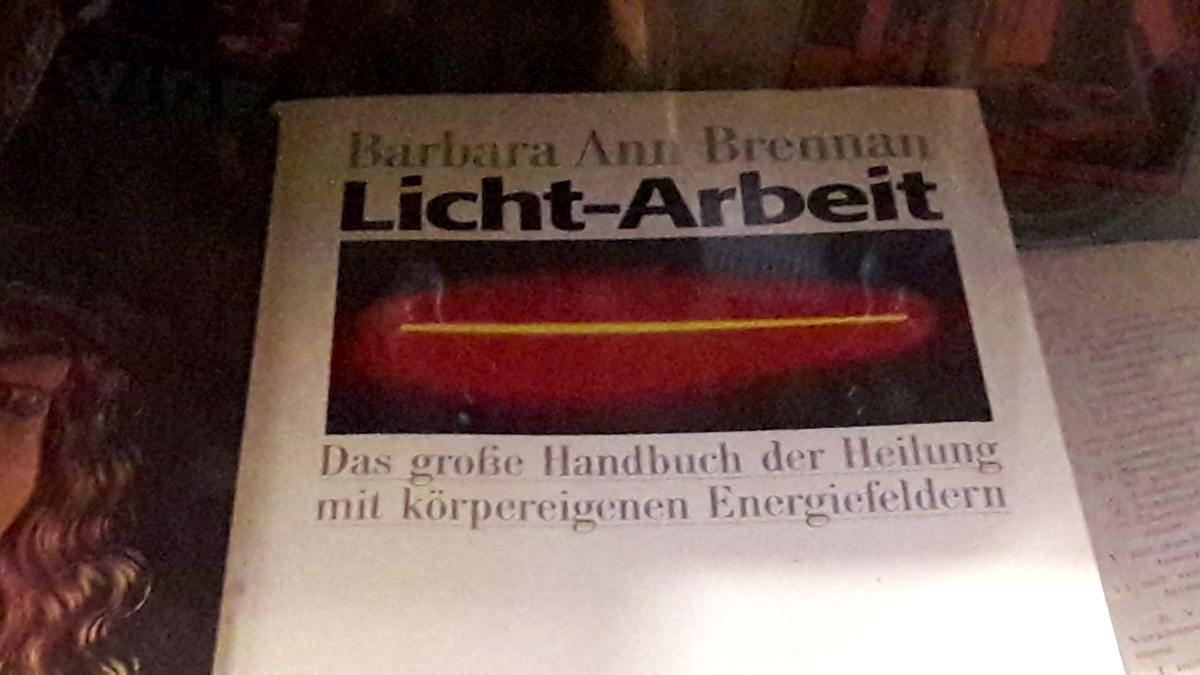 Barbara Ann Brennan
Licht-Arbeit
Das große Handbuch der Heilung
mit körpereigenen Energiefeldern